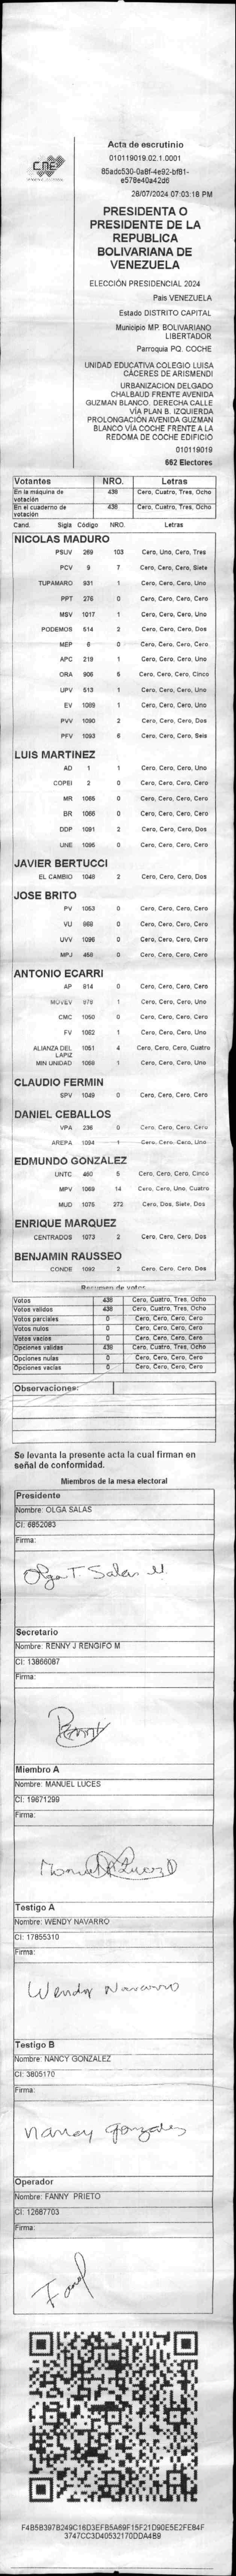 CNE
Acta de escrutinio
010119019.02.1.0001
85adc530-0a8f-4e92-bf81-
e578e40a42d6
28/07/2024 07:03:18 PM
PRESIDENTA O
PRESIDENTE DE LA
REPUBLICA
BOLIVARIANA DE
VENEZUELA
ELECCIÓN PRESIDENCIAL 2024
País VENEZUELA
Estado DISTRITO CAPITAL
Municipio MP. BOLIVARIANO
LIBERTADOR
Parroquia PQ. COCHE
UNIDAD EDUCATIVA COLEGIO LUISA
CÁCERES DE ARISMENDI
URBANIZACION DELGADO
CHALBAUD FRENTE AVENIDA
GUZMAN BLANCO. DERECHA CALLE
VÍA PLAN B. IZQUIERDA
PROLONGACIÓN AVENIDA GUZMAN
BLANCO VÍA COCHE FRENTE A LA
REDOMA DE COCHE EDIFICIO
010119019
662 Electores
Votantes NRO. Letras
En la máquina de votación 438 Cero, Cuatro, Tres, Ocho
En el cuaderno de votación 438 Cero, Cuatro, Tres, Ocho
Cand. Sigla Código NRO. Letras
NICOLAS MADURO
PSUV 269 103 Cero, Uno, Cero, Tres
PCV 9 7 Cero, Cero, Cero, Siete
TUPAMARO 931 1 Cero, Cero, Cero, Uno
PPT 276 0 Cero, Cero, Cero, Cero
MSV 1017 1 Cero, Cero, Cero, Uno
PODEMOS 514 2 Cero, Cero, Cero, Dos
MEP 6 0 Cero, Cero, Cero, Cero
APC 219 1 Cero, Cero, Cero, Uno
ORA 906 5 Cero, Cero, Cero, Cinco
UPV 513 1 Cero, Cero, Cero, Uno
EV 1089 1 Cero, Cero, Cero, Uno
PVV 1090 2 Cero, Cero, Cero, Dos
PFV 1093 6 Cero, Cero, Cero, Seis
LUIS MARTINEZ
AD 1 1 Cero, Cero, Cero, Uno
COPEI 2 0 Cero, Cero, Cero, Cero
MR 1065 0 Cero, Cero, Cero, Cero
BR 1066 0 Cero, Cero, Cero, Cero
DDP 1091 2 Cero, Cero, Cero, Dos
UNE 1095 0 Cero, Cero, Cero, Cero
JAVIER BERTUCCI
EL CAMBIO 1048 2 Cero, Cero, Cero, Dos
JOSE BRITO
PV 1053 0 Cero, Cero, Cero, Cero
VU 968 0 Cero, Cero, Cero, Cero
UVV 1096 0 Cero, Cero, Cero, Cero
MPJ 458 0 Cero, Cero, Cero, Cero
ANTONIO ECARRI
AP 814 0 Cero, Cero, Cero, Cero
MOVEV 978 1 Cero, Cero, Cero, Uno
CMC 1050 0 Cero, Cero, Cero, Cero
FV 1052 1 Cero, Cero, Cero, Uno
ALIANZA DEL LAPIZ 1051 4 Cero, Cero, Cero, Cuatro
MIN UNIDAD 1069 1 Cero, Cero, Cero, Uno
CLAUDIO FERMIN
SPV 1049 0 Cero, Cero, Cero, Cero
DANIEL CEBALLOS
VPA 236 0 Cero, Cero, Cero, Cero
AREPA 1094 1 Cero, Cero, Cero, Uno
EDMUNDO GONZALEZ
UNTC 460 5 Cero, Cero, Cero, Cinco
MPV 1069 14 Cero, Cero, Uno, Cuatro
MUD 1075 272 Cero, Dos, Siete, Dos
ENRIQUE MARQUEZ
CENTRADOS 1073 2 Cero, Cero, Cero, Dos
BENJAMIN RAUSSEO
CONDE 1092 2 Cero, Cero, Cero, Dos
Resumen de votos
Votos 438 Cero, Cuatro, Tres, Ocho
Votos validos 438 Cero, Cuatro, Tres, Ocho
Votos parciales 0 Cero, Cero, Cero, Cero
Votos nulos 0 Cero, Cero, Cero, Cero
Votos vacios 0 Cero, Cero, Cero, Cero
Opciones validas 438 Cero, Cuatro, Tres, Ocho
Opciones nulas 0 Cero, Cero, Cero, Cero
Opciones vacias 0 Cero, Cero, Cero, Cero
Observaciones:
Se levanta la presente acta la cual firman en
señal de conformidad.
Miembros de la mesa electoral
Presidente
Nombre: OLGA SALAS
CI: 6852083
Firma:
Olga T. Salas M.
Secretario
Nombre: RENNY J RENGIFO M
CI: 13866087
Firma:
Renny
Miembro A
Nombre: MANUEL LUCES
CI: 19671299
Firma:
Manuel Luces
Testigo A
Nombre: WENDY NAVARRO
CI: 17855310
Firma:
Wendy Navarro
Testigo B
Nombre: NANCY GONZALEZ
CI: 3805170
Firma:
Nancy Gonzales
Operador
Nombre: FANNY PRIETO
CI: 12687703
Firma:
F4B5B397B249C16D3EFB5A69F15F21D90E5E2FE84F
3747CC3D40532170DDA4B9